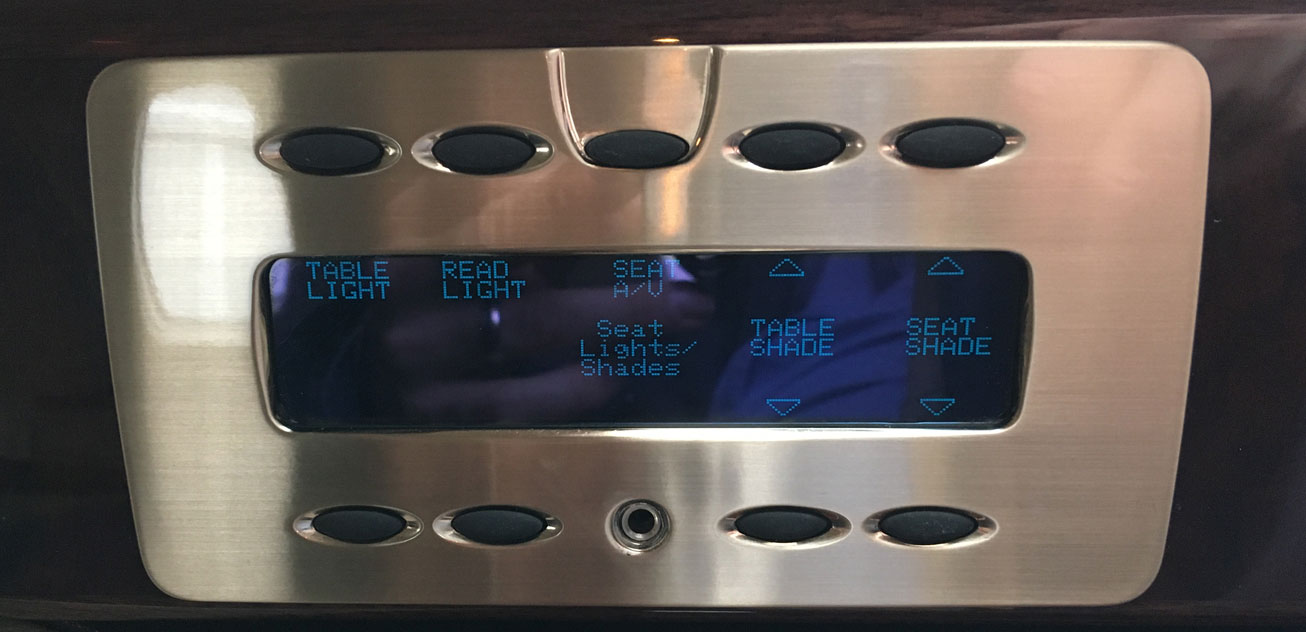 TABLE
LIGHT
READ
LIGHT
SEAT
A/V
Seat
Lights/
Shades
TABLE
SHADE
SEAT
SHADE